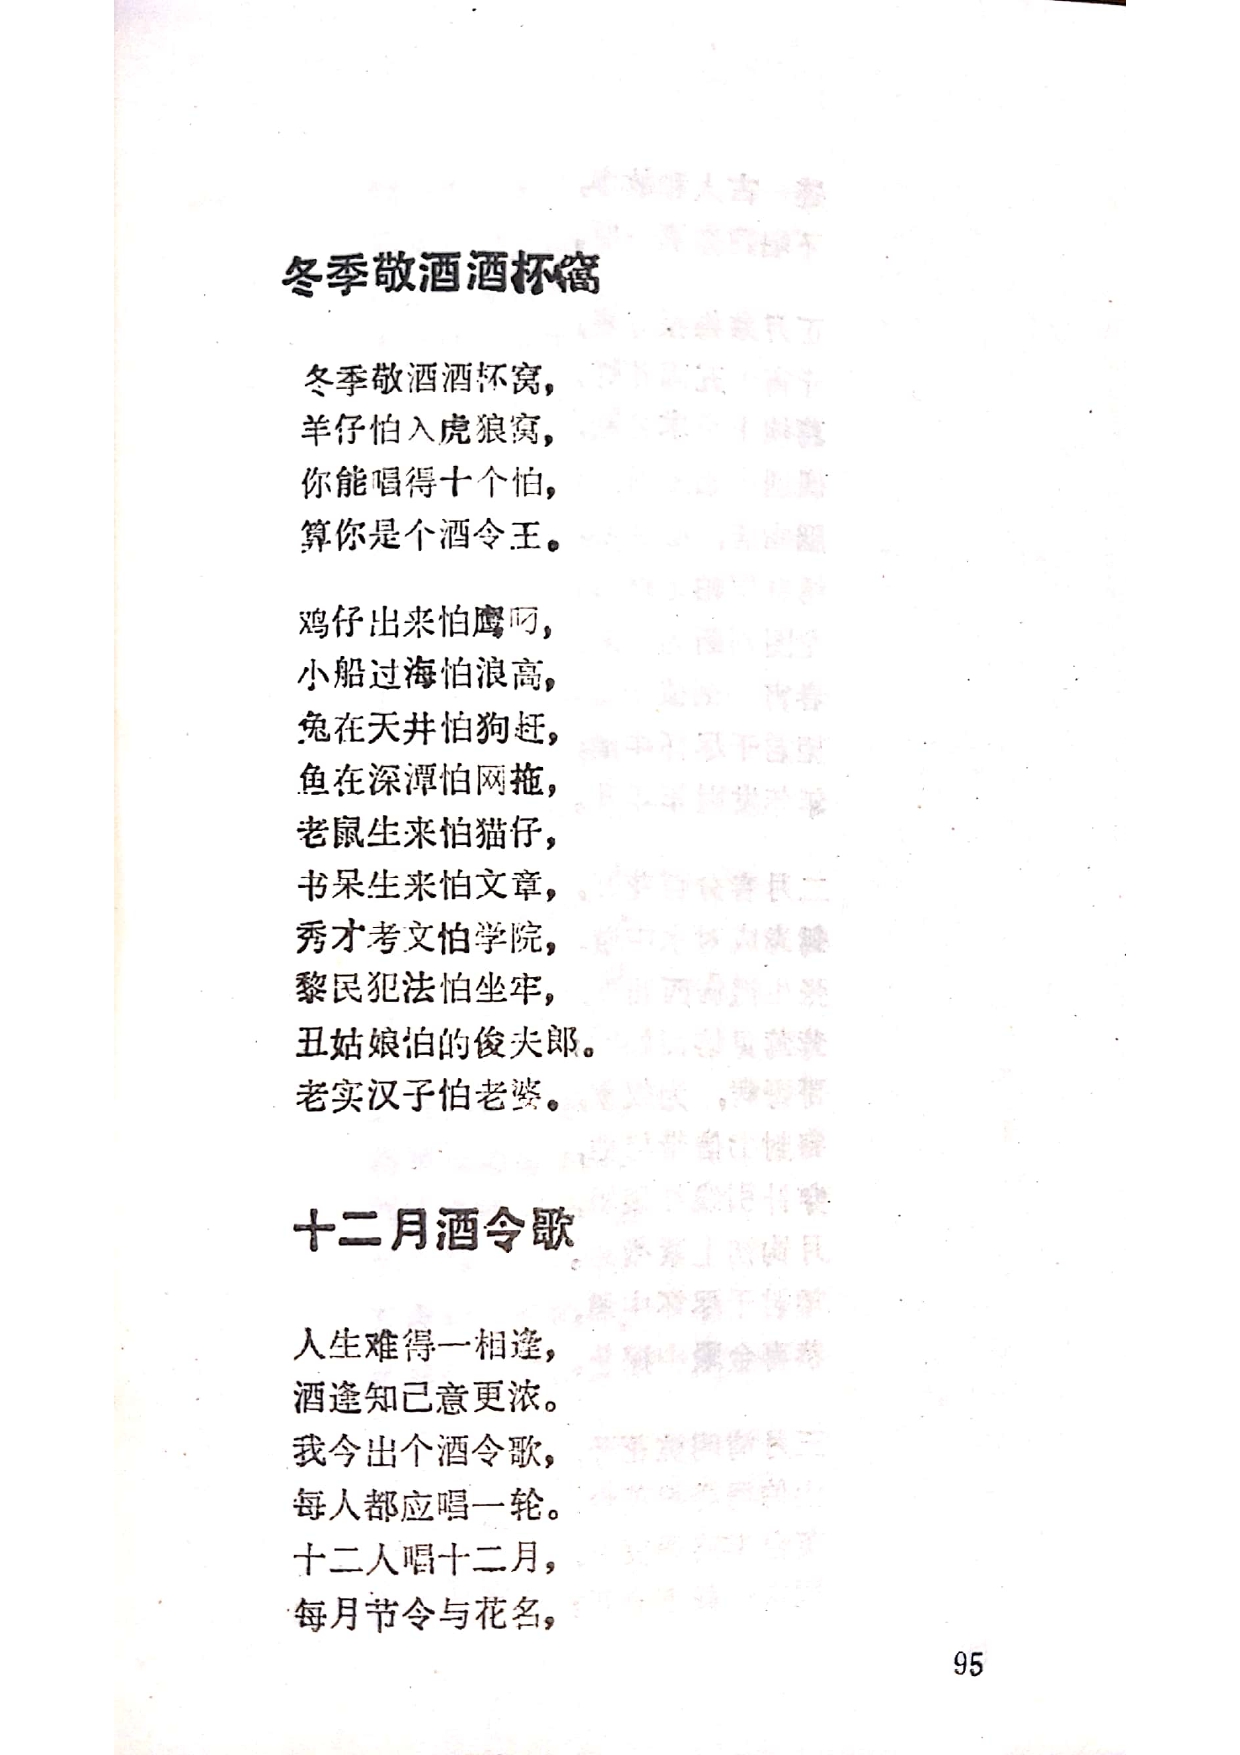 冬季敬酒酒杯窝
冬季敬酒酒杯窝，
羊仔怕入虎狼窝，
你能唱得十个怕，
算你是个酒令王。
鸡仔出来怕鹰叼，
小船过海怕浪高，
兔在天井怕狗赶，
鱼在深潭怕网拖，
老鼠生来怕猫仔，
书呆生来怕文章，
秀才考文怕学院，
黎民犯法怕坐牢，
丑姑娘怕的俊夫郎。
老实汉子怕老婆。
十二月酒令歌
人生难得一相逢，
酒逢知己意更浓。
我今出个酒令歌，
每人都应唱一轮。
十二人唱十二月，
每月节令与花名，
95